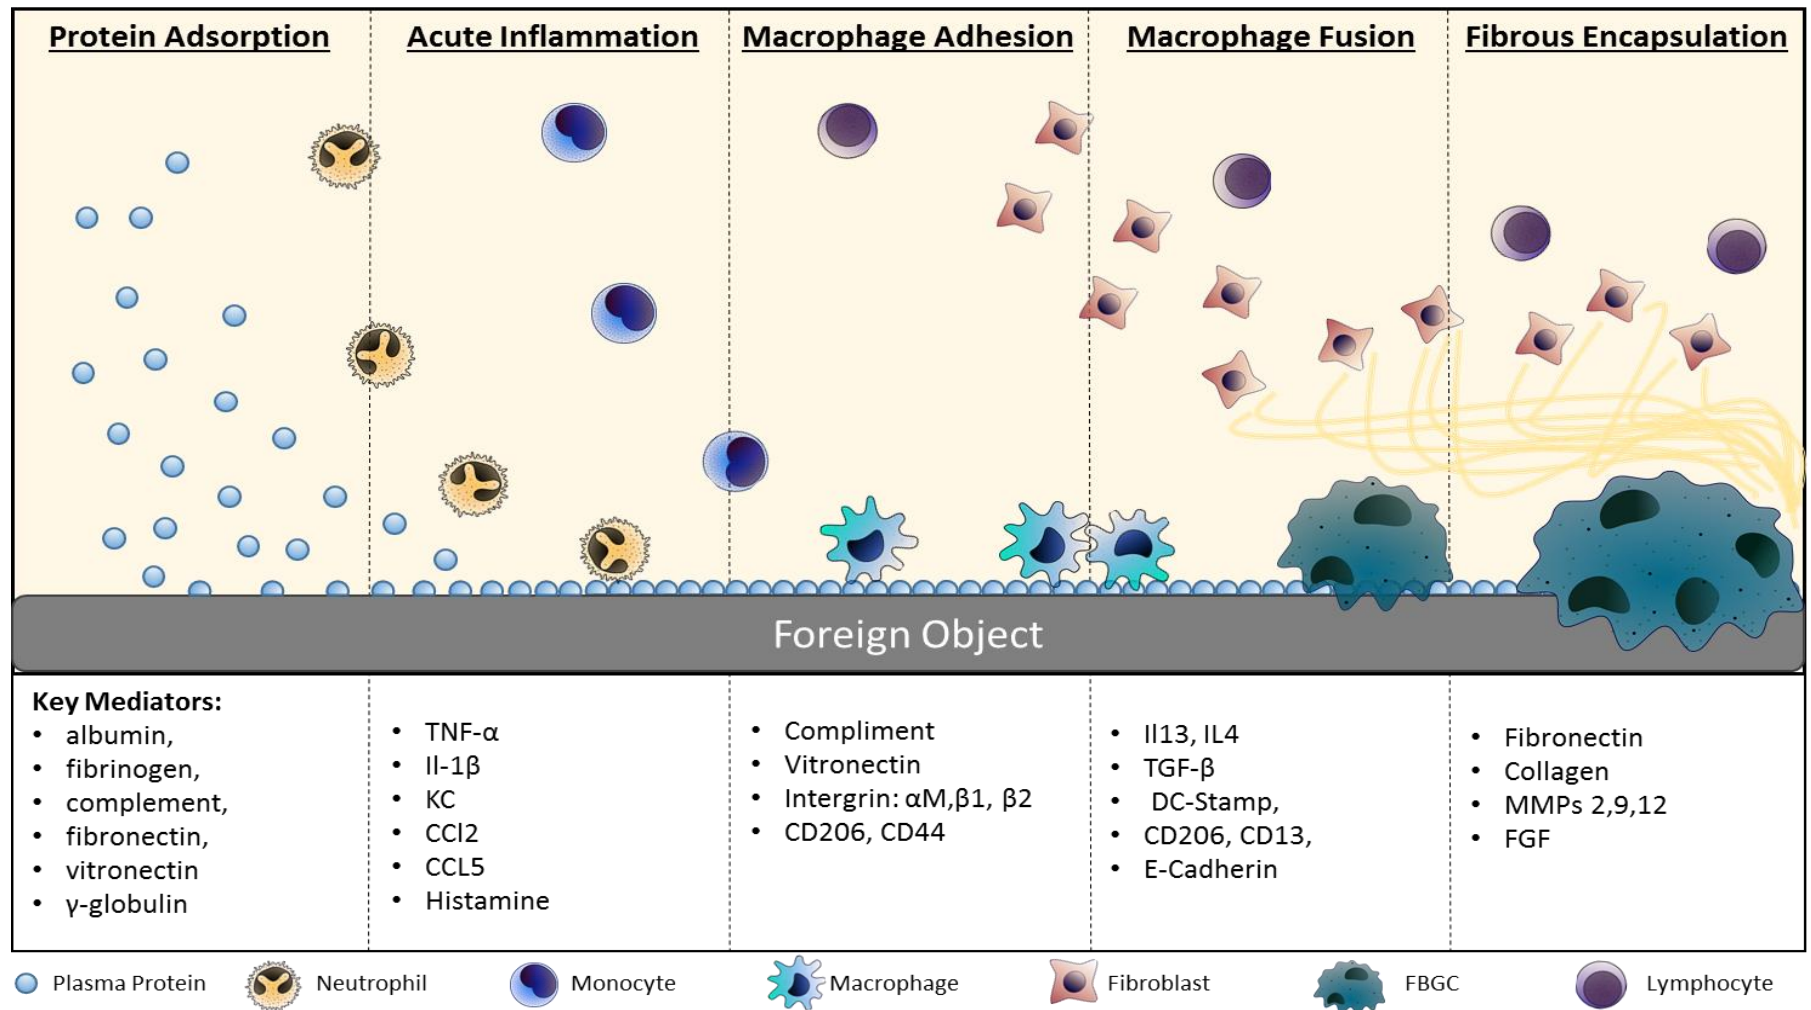 Protein Adsorption
Acute Inflammation
Macrophage Adhesion
Macrophage Fusion
Fibrous Encapsulation
Foreign Object
Key Mediators:
• albumin,
• fibrinogen,
• complement,
• fibronectin,
• vitronectin
• γ-globulin
• TNF-α
• Il-1β
• KC
• CCl2
• CCL5
• Histamine
• Compliment
• Vitronectin
• Intergrin: αM,β1, β2
• CD206, CD44
• Il13, IL4
• TGF-β
• DC-Stamp,
• CD206, CD13,
• E-Cadherin
• Fibronectin
• Collagen
• MMPs 2,9,12
• FGF
Plasma Protein
Neutrophil
Monocyte
Macrophage
Fibroblast
FBGC
Lymphocyte